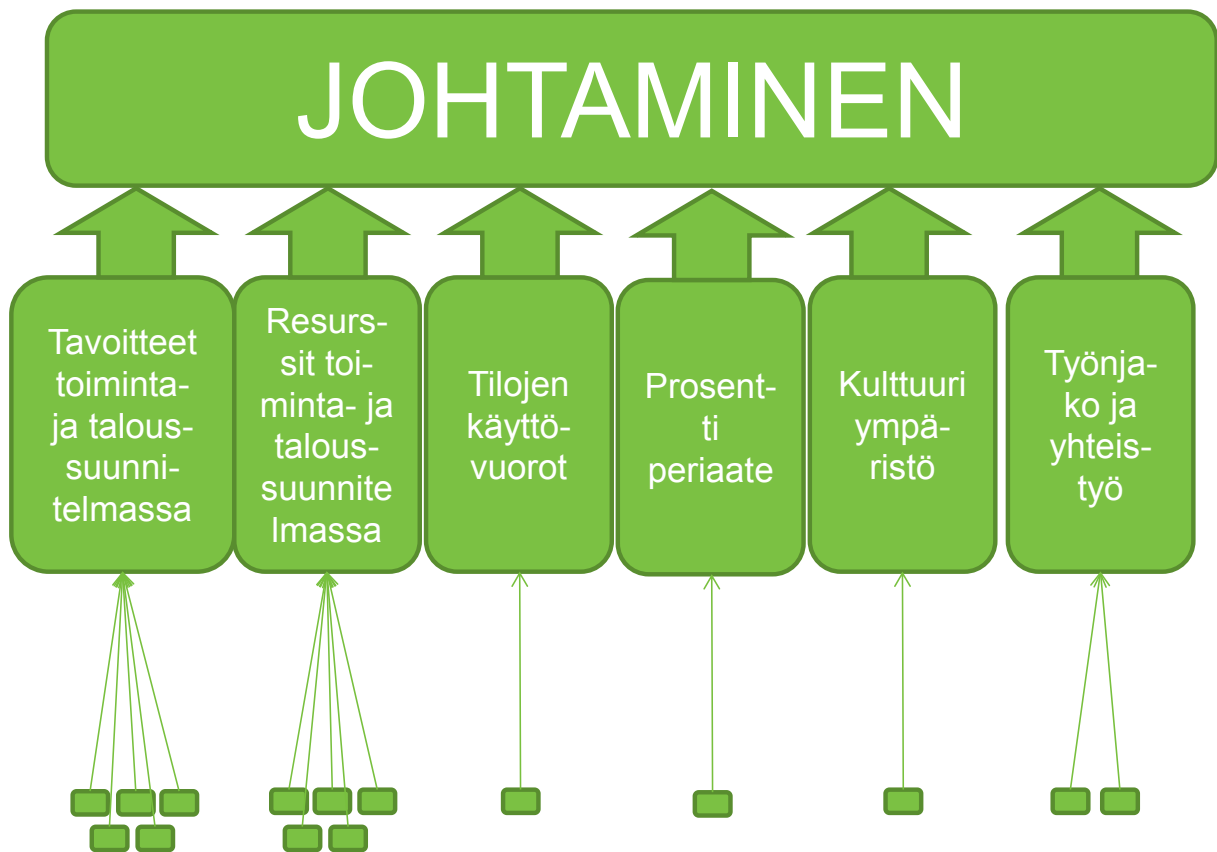 JOHTAMINEN
Tavoitteet
toiminta-
ja talous-
suunni-
telmassa
Resurs-
sit toi-
minta- ja
talous-
suunnite
lmassa
Tilojen
käyttö-
vuorot
Prosent-
ti
periaate
Kulttuuri
ympä-
ristö
Työnja-
ko ja
yhteis-
työ